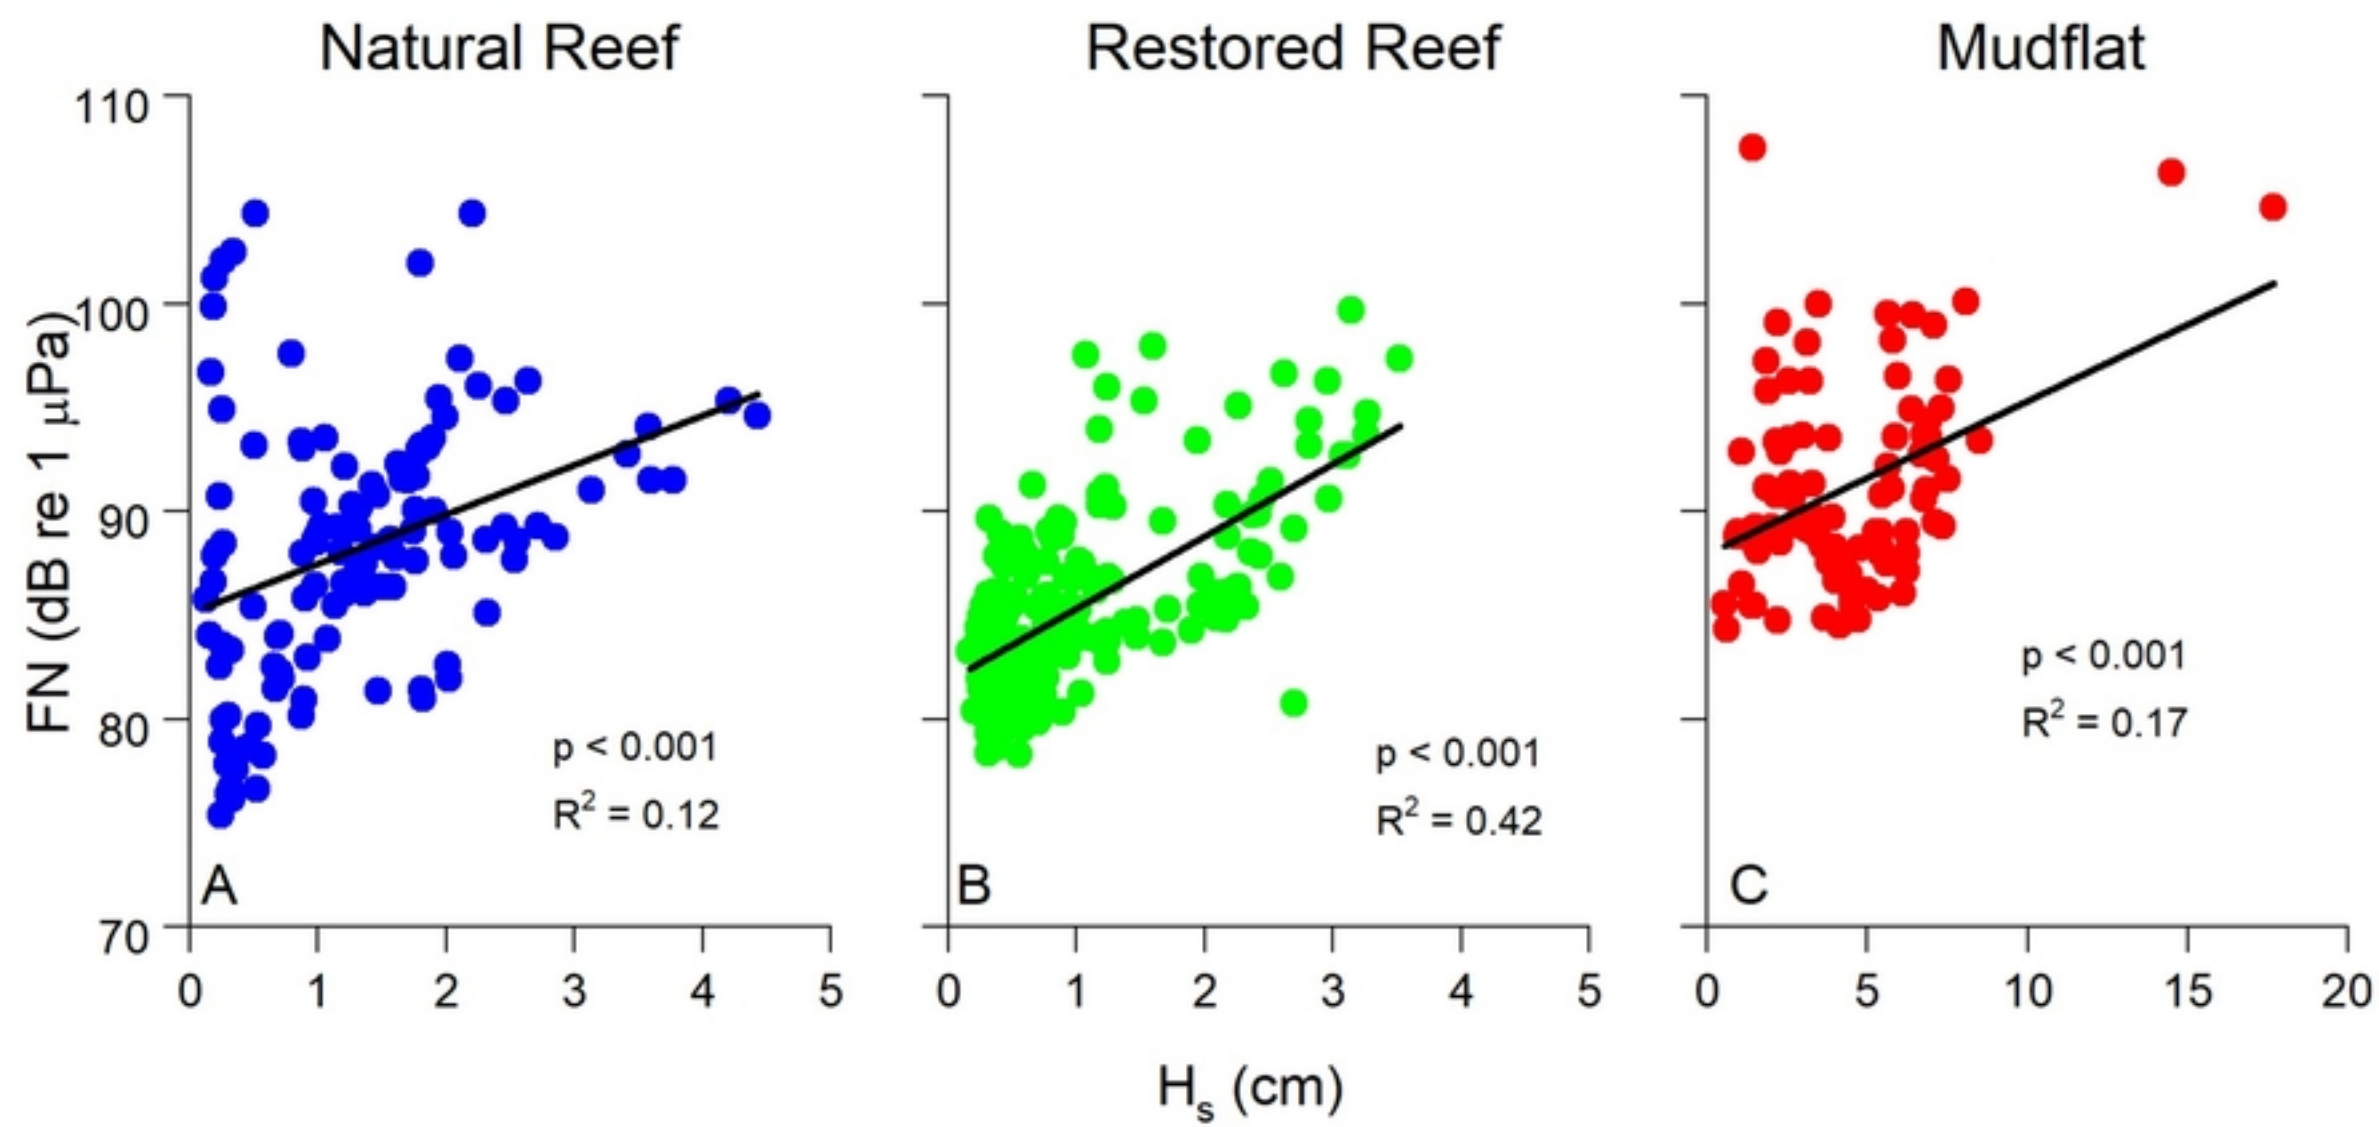 Natural Reef
Restored Reef
Mudflat
FN (dB re 1 µPa)
110
100
90
80
70
p < 0.001
R² = 0.12
A
0 1 2 3 4 5
p < 0.001
R² = 0.42
B
0 1 2 3 4 5
p < 0.001
R² = 0.17
C
0 5 10 15 20
Hₛ (cm)